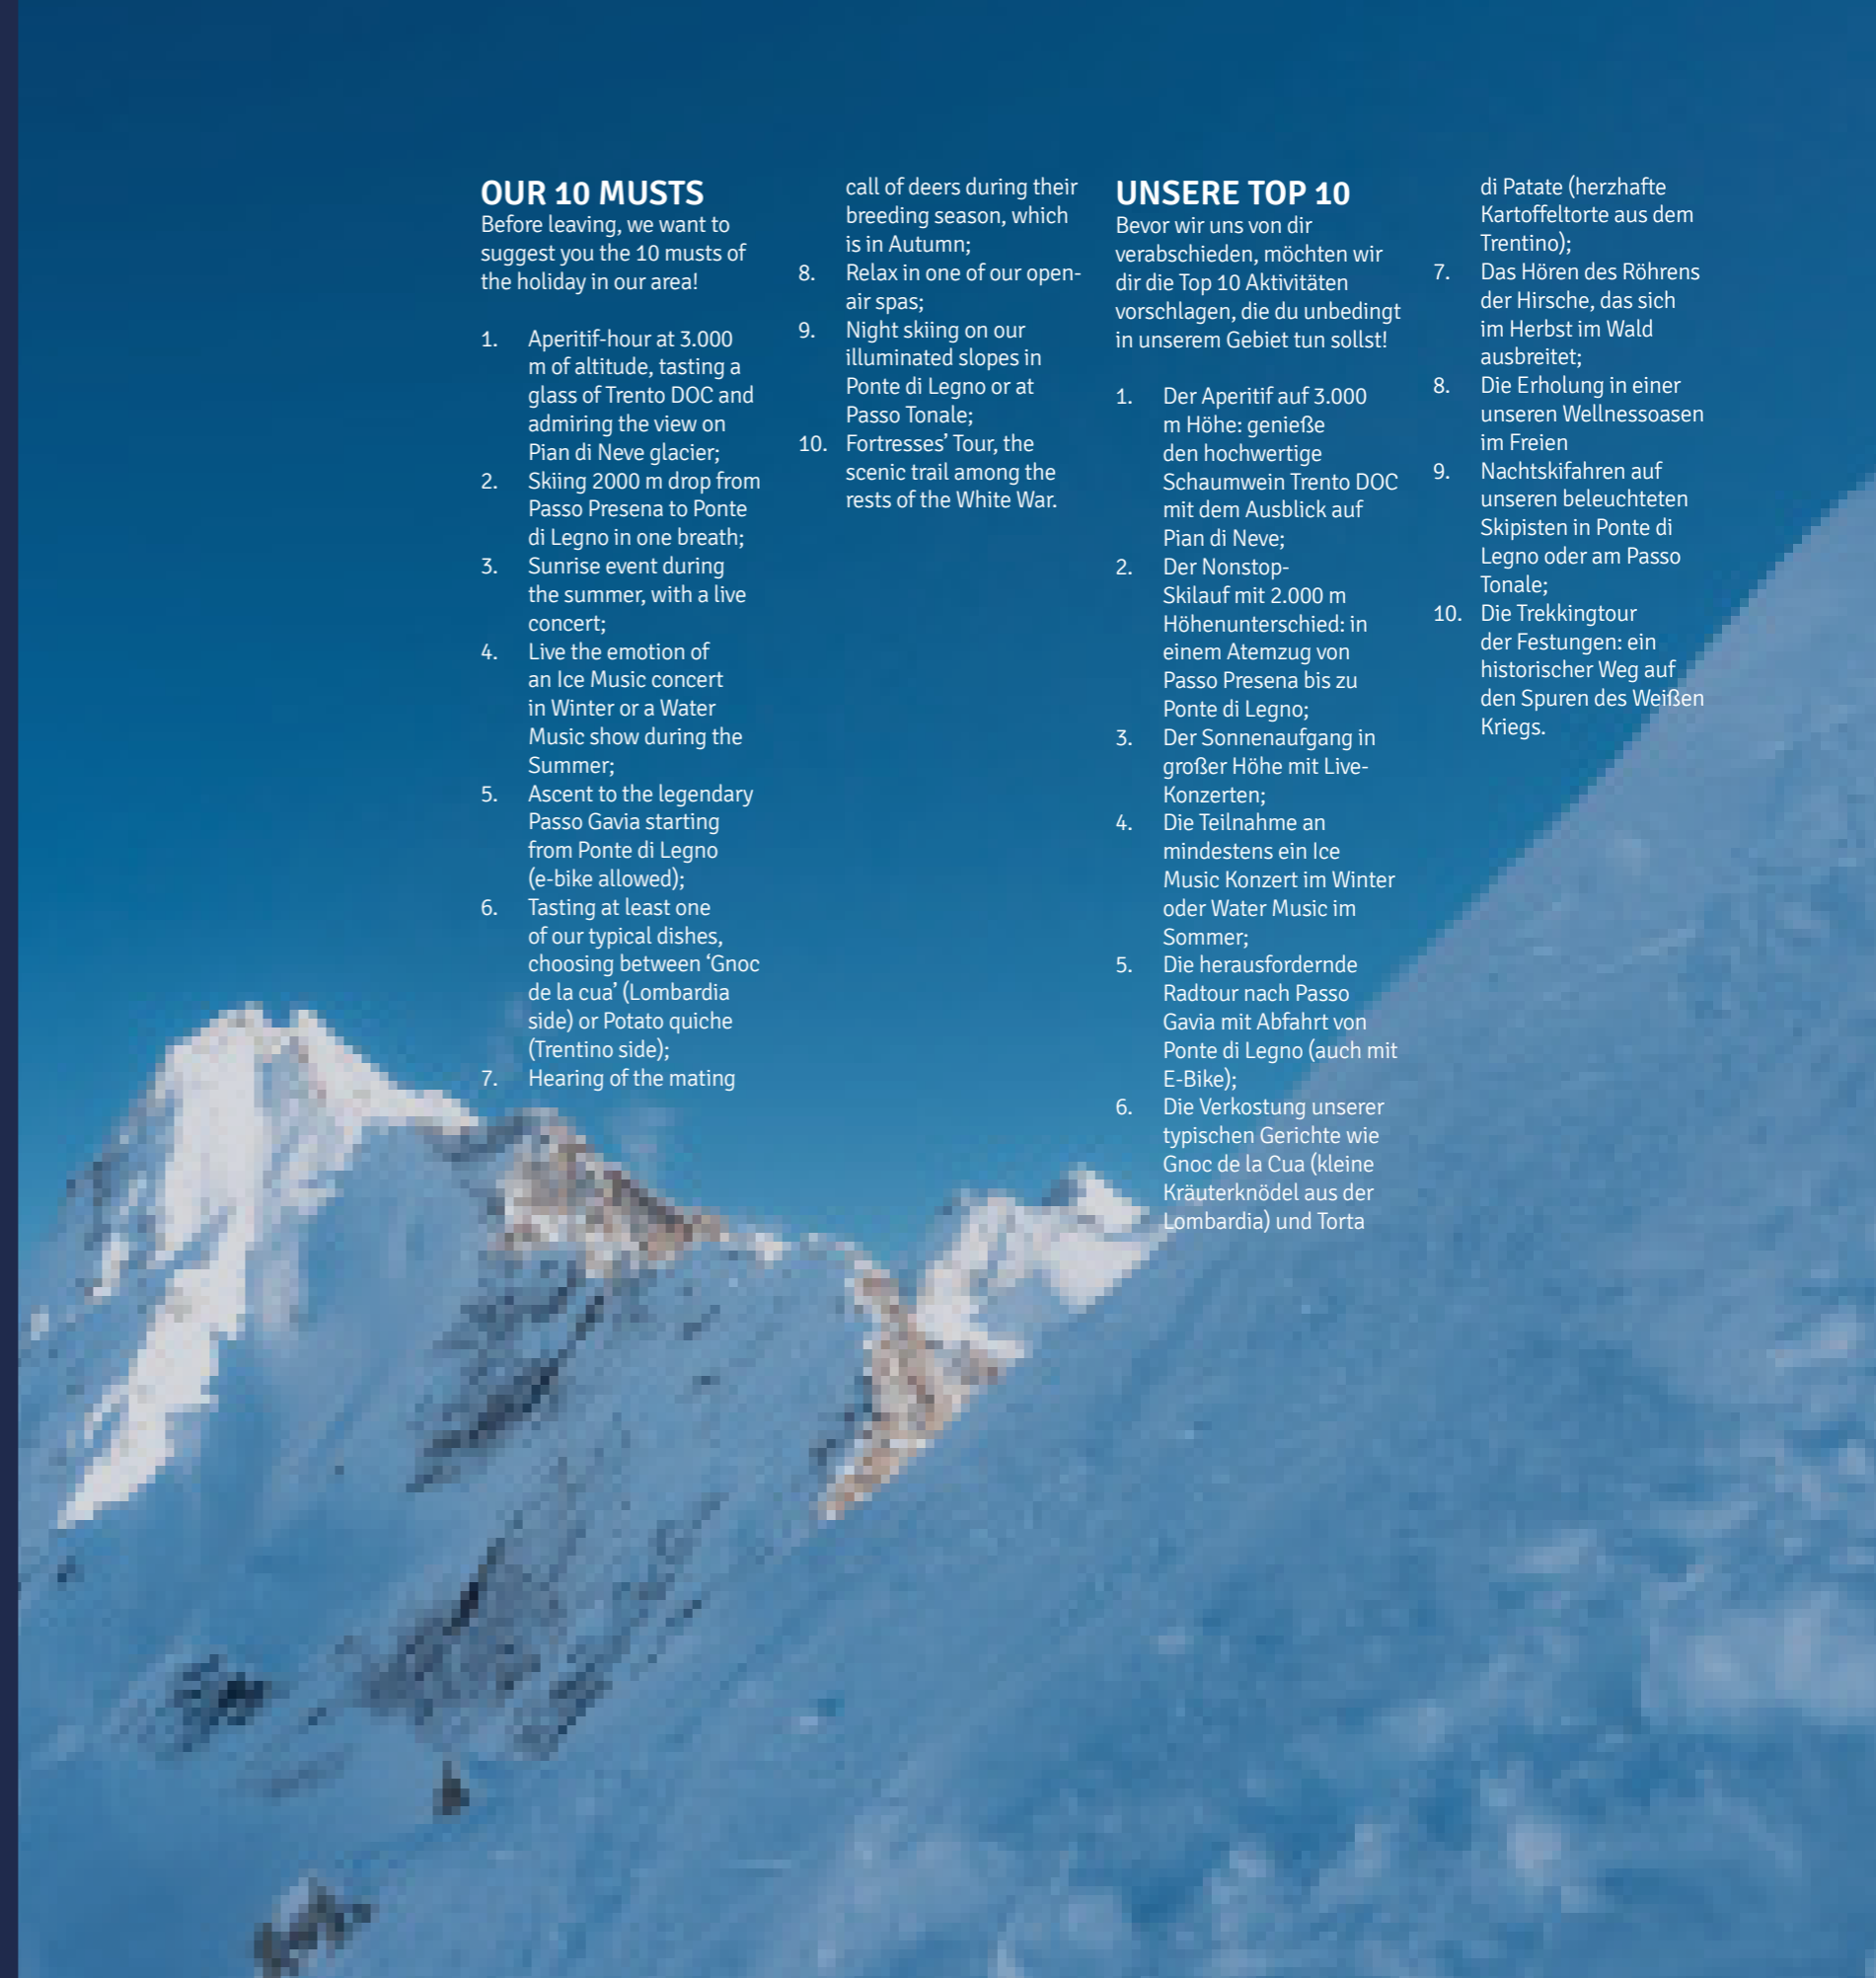 OUR 10 MUSTS
Before leaving, we want to
suggest you the 10 musts of
the holiday in our area!
1. Aperitif-hour at 3.000
m of altitude, tasting a
glass of Trento DOC and
admiring the view on
Pian di Neve glacier;
2. Skiing 2000 m drop from
Passo Presena to Ponte
di Legno in one breath;
3. Sunrise event during
the summer, with a live
concert;
4. Live the emotion of
an Ice Music concert
in Winter or a Water
Music show during the
Summer;
5. Ascent to the legendary
Passo Gavia starting
from Ponte di Legno
(e-bike allowed);
6. Tasting at least one
of our typical dishes,
choosing between ‘Gnoc
de la cua’ (Lombardia
side) or Potato quiche
(Trentino side);
7. Hearing of the mating
call of deers during their
breeding season, which
is in Autumn;
8. Relax in one of our open-
air spas;
9. Night skiing on our
illuminated slopes in
Ponte di Legno or at
Passo Tonale;
10. Fortresses’ Tour, the
scenic trail among the
rests of the White War.
UNSERE TOP 10
Bevor wir uns von dir
verabschieden, möchten wir
dir die Top 10 Aktivitäten
vorschlagen, die du unbedingt
in unserem Gebiet tun sollst!
1. Der Aperitif auf 3.000
m Höhe: genieße
den hochwertige
Schaumwein Trento DOC
mit dem Ausblick auf
Pian di Neve;
2. Der Nonstop-
Skilauf mit 2.000 m
Höhenunterschied: in
einem Atemzug von
Passo Presena bis zu
Ponte di Legno;
3. Der Sonnenaufgang in
großer Höhe mit Live-
Konzerten;
4. Die Teilnahme an
mindestens ein Ice
Music Konzert im Winter
oder Water Music im
Sommer;
5. Die herausfordernde
Radtour nach Passo
Gavia mit Abfahrt von
Ponte di Legno (auch mit
E-Bike);
6. Die Verkostung unserer
typischen Gerichte wie
Gnoc de la Cua (kleine
Kräuterknödel aus der
Lombardia) und Torta
di Patate (herzhafte
Kartoffeltorte aus dem
Trentino);
7. Das Hören des Röhrens
der Hirsche, das sich
im Herbst im Wald
ausbreitet;
8. Die Erholung in einer
unseren Wellnessoasen
im Freien
9. Nachtskifahren auf
unseren beleuchteten
Skipisten in Ponte di
Legno oder am Passo
Tonale;
10. Die Trekkingtour
der Festungen: ein
historischer Weg auf
den Spuren des Weißen
Kriegs.